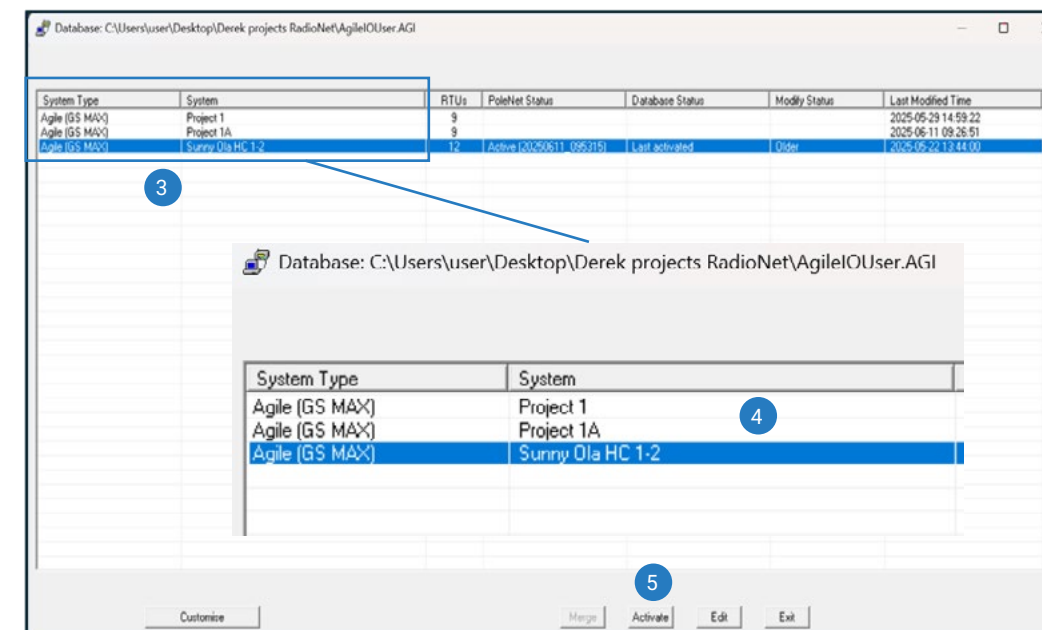 Database: C:\Users\user\Desktop\Derek projects RadioNet\AgileIOUser.AGI
System Type System RTUs PoleNet Status Database Status Modify Status Last Modified Time
Agile (GS MAX) Project 1 9 2025-05-29 14:59:22
Agile (GS MAX) Project 1A 9 2025-06-11 09:26:51
Agile (GS MAX) Sunny Ola HC 1-2 12 Active (20250611_095315) Last activated Older 2025-05-22 13:44:00
3
Database: C:\Users\user\Desktop\Derek projects RadioNet\AgileIOUser.AGI
System Type System
Agile (GS MAX) Project 1
4
Agile (GS MAX) Project 1A
Agile (GS MAX) Sunny Ola HC 1-2
5
Customise Merge Activate Edit Exit